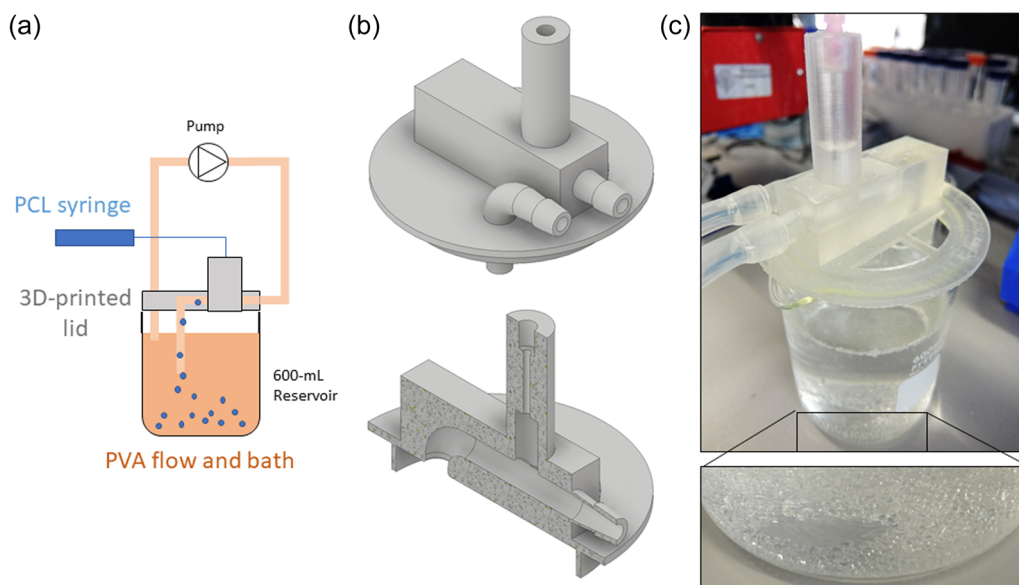 (a)
(b)
(c)
Pump
PCL syringe
3D-printed
lid
600-mL
Reservoir
PVA flow and bath